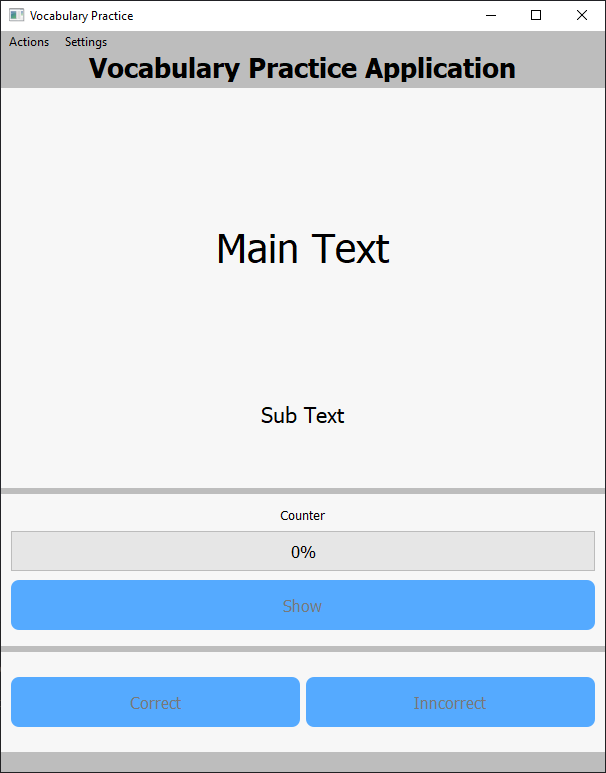 Vocabulary Practice
Actions Settings
Vocabulary Practice Application
Main Text
Sub Text
Counter
0%
Show
Correct Inncorrect